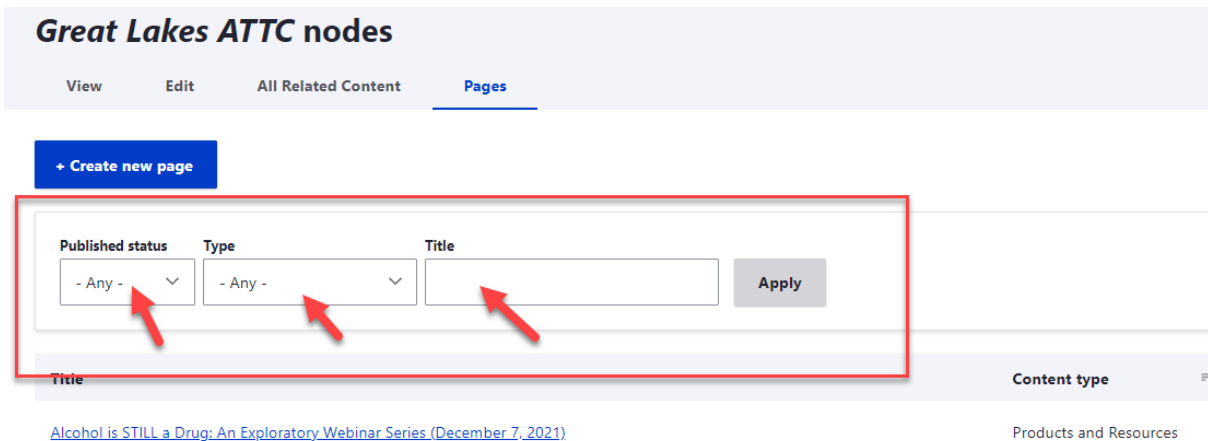 Great Lakes ATTC nodes
View Edit All Related Content Pages
+ Create new page
Published status Type Title
- Any - - Any - Apply
Title Content type
Alcohol is STILL a Drug: An Exploratory Webinar Series (December 7, 2021) Products and Resources